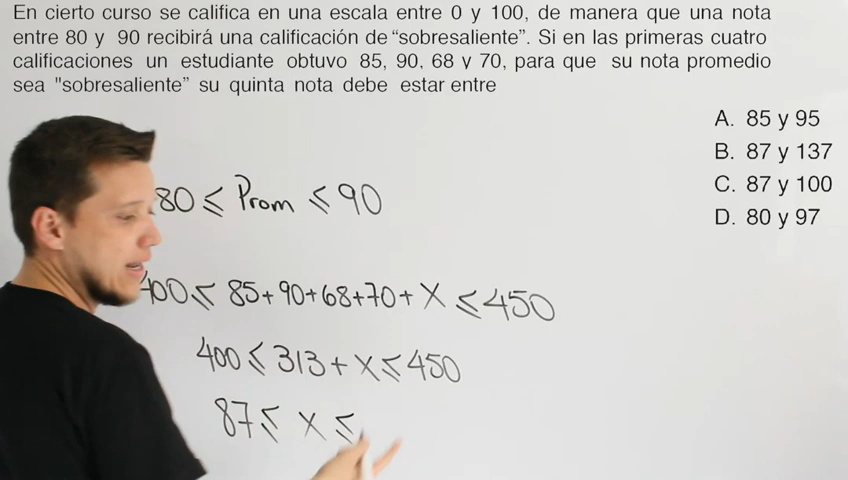 En cierto curso se califica en una escala entre 0 y 100, de manera que una nota
entre 80 y 90 recibirá una calificación de “sobresaliente”. Si en las primeras cuatro
calificaciones un estudiante obtuvo 85, 90, 68 y 70, para que su nota promedio
sea "sobresaliente” su quinta nota debe estar entre
A. 85 y 95
B. 87 y 137
C. 87 y 100
D. 80 y 97
80 ≤ Prom ≤ 90
400 ≤ 85+90+68+70+X ≤ 450
400 ≤ 313 + X ≤ 450
87 ≤ X ≤